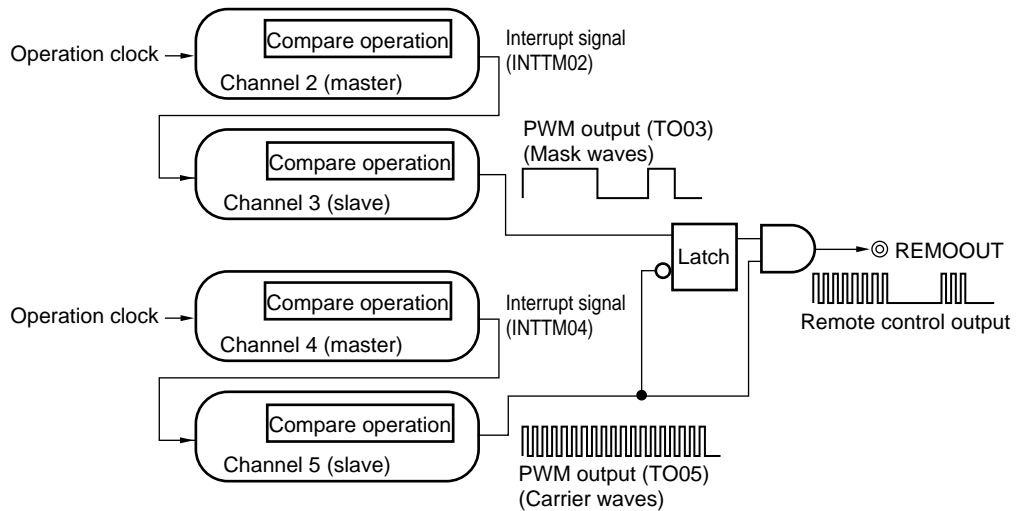 Compare operation
Operation clock
Channel 2 (master)
Interrupt signal
(INTTM02)
Compare operation
Channel 3 (slave)
PWM output (TO03)
(Mask waves)
Latch
REMOOUT
Remote control output
Compare operation
Operation clock
Channel 4 (master)
Interrupt signal
(INTTM04)
Compare operation
Channel 5 (slave)
PWM output (TO05)
(Carrier waves)